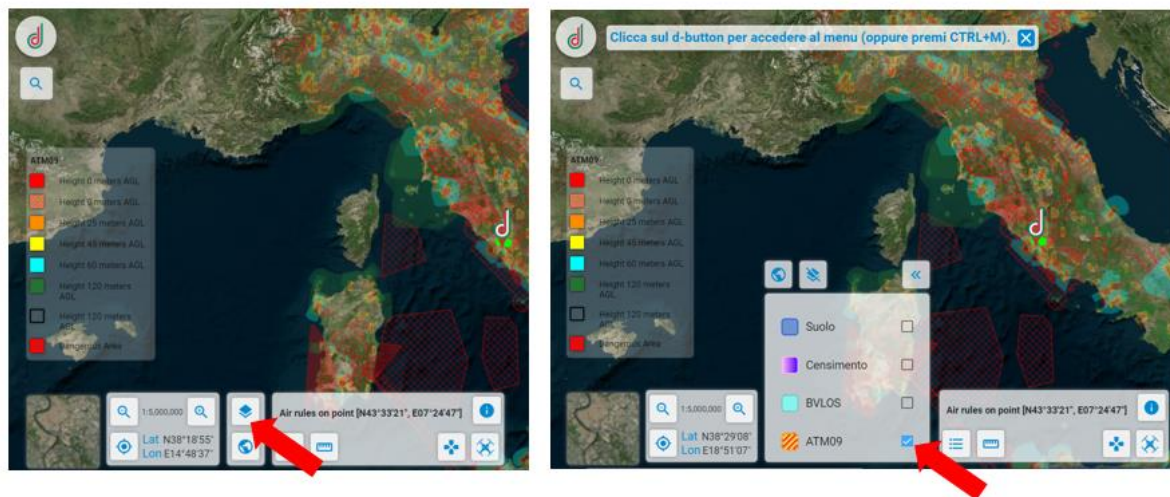 ATM09
Height 0 meters AGL
Height 0 meters AGL
Height 25 meters AGL
Height 45 meters AGL
Height 60 meters AGL
Height 120 meters
AGL
Height 120 meters
AGL
Dangerous Area
1:5,000,000
Lat N38°18'55"
Lon E14°48'37"
Air rules on point [N43°33'21", E07°24'47"]
Clicca sul d-button per accedere al menu (oppure premi CTRL+M).
ATM09
Height 0 meters AGL
Height 0 meters AGL
Height 25 meters AGL
Height 45 meters AGL
Height 60 meters AGL
Height 120 meters
AGL
Height 120 meters
AGL
Dangerous Area
Suolo
Censimento
BVLOS
ATM09
1:5,000,000
Lat N38°29'08"
Lon E18°51'07"
Air rules on point [N43°33'21", E07°24'47"]